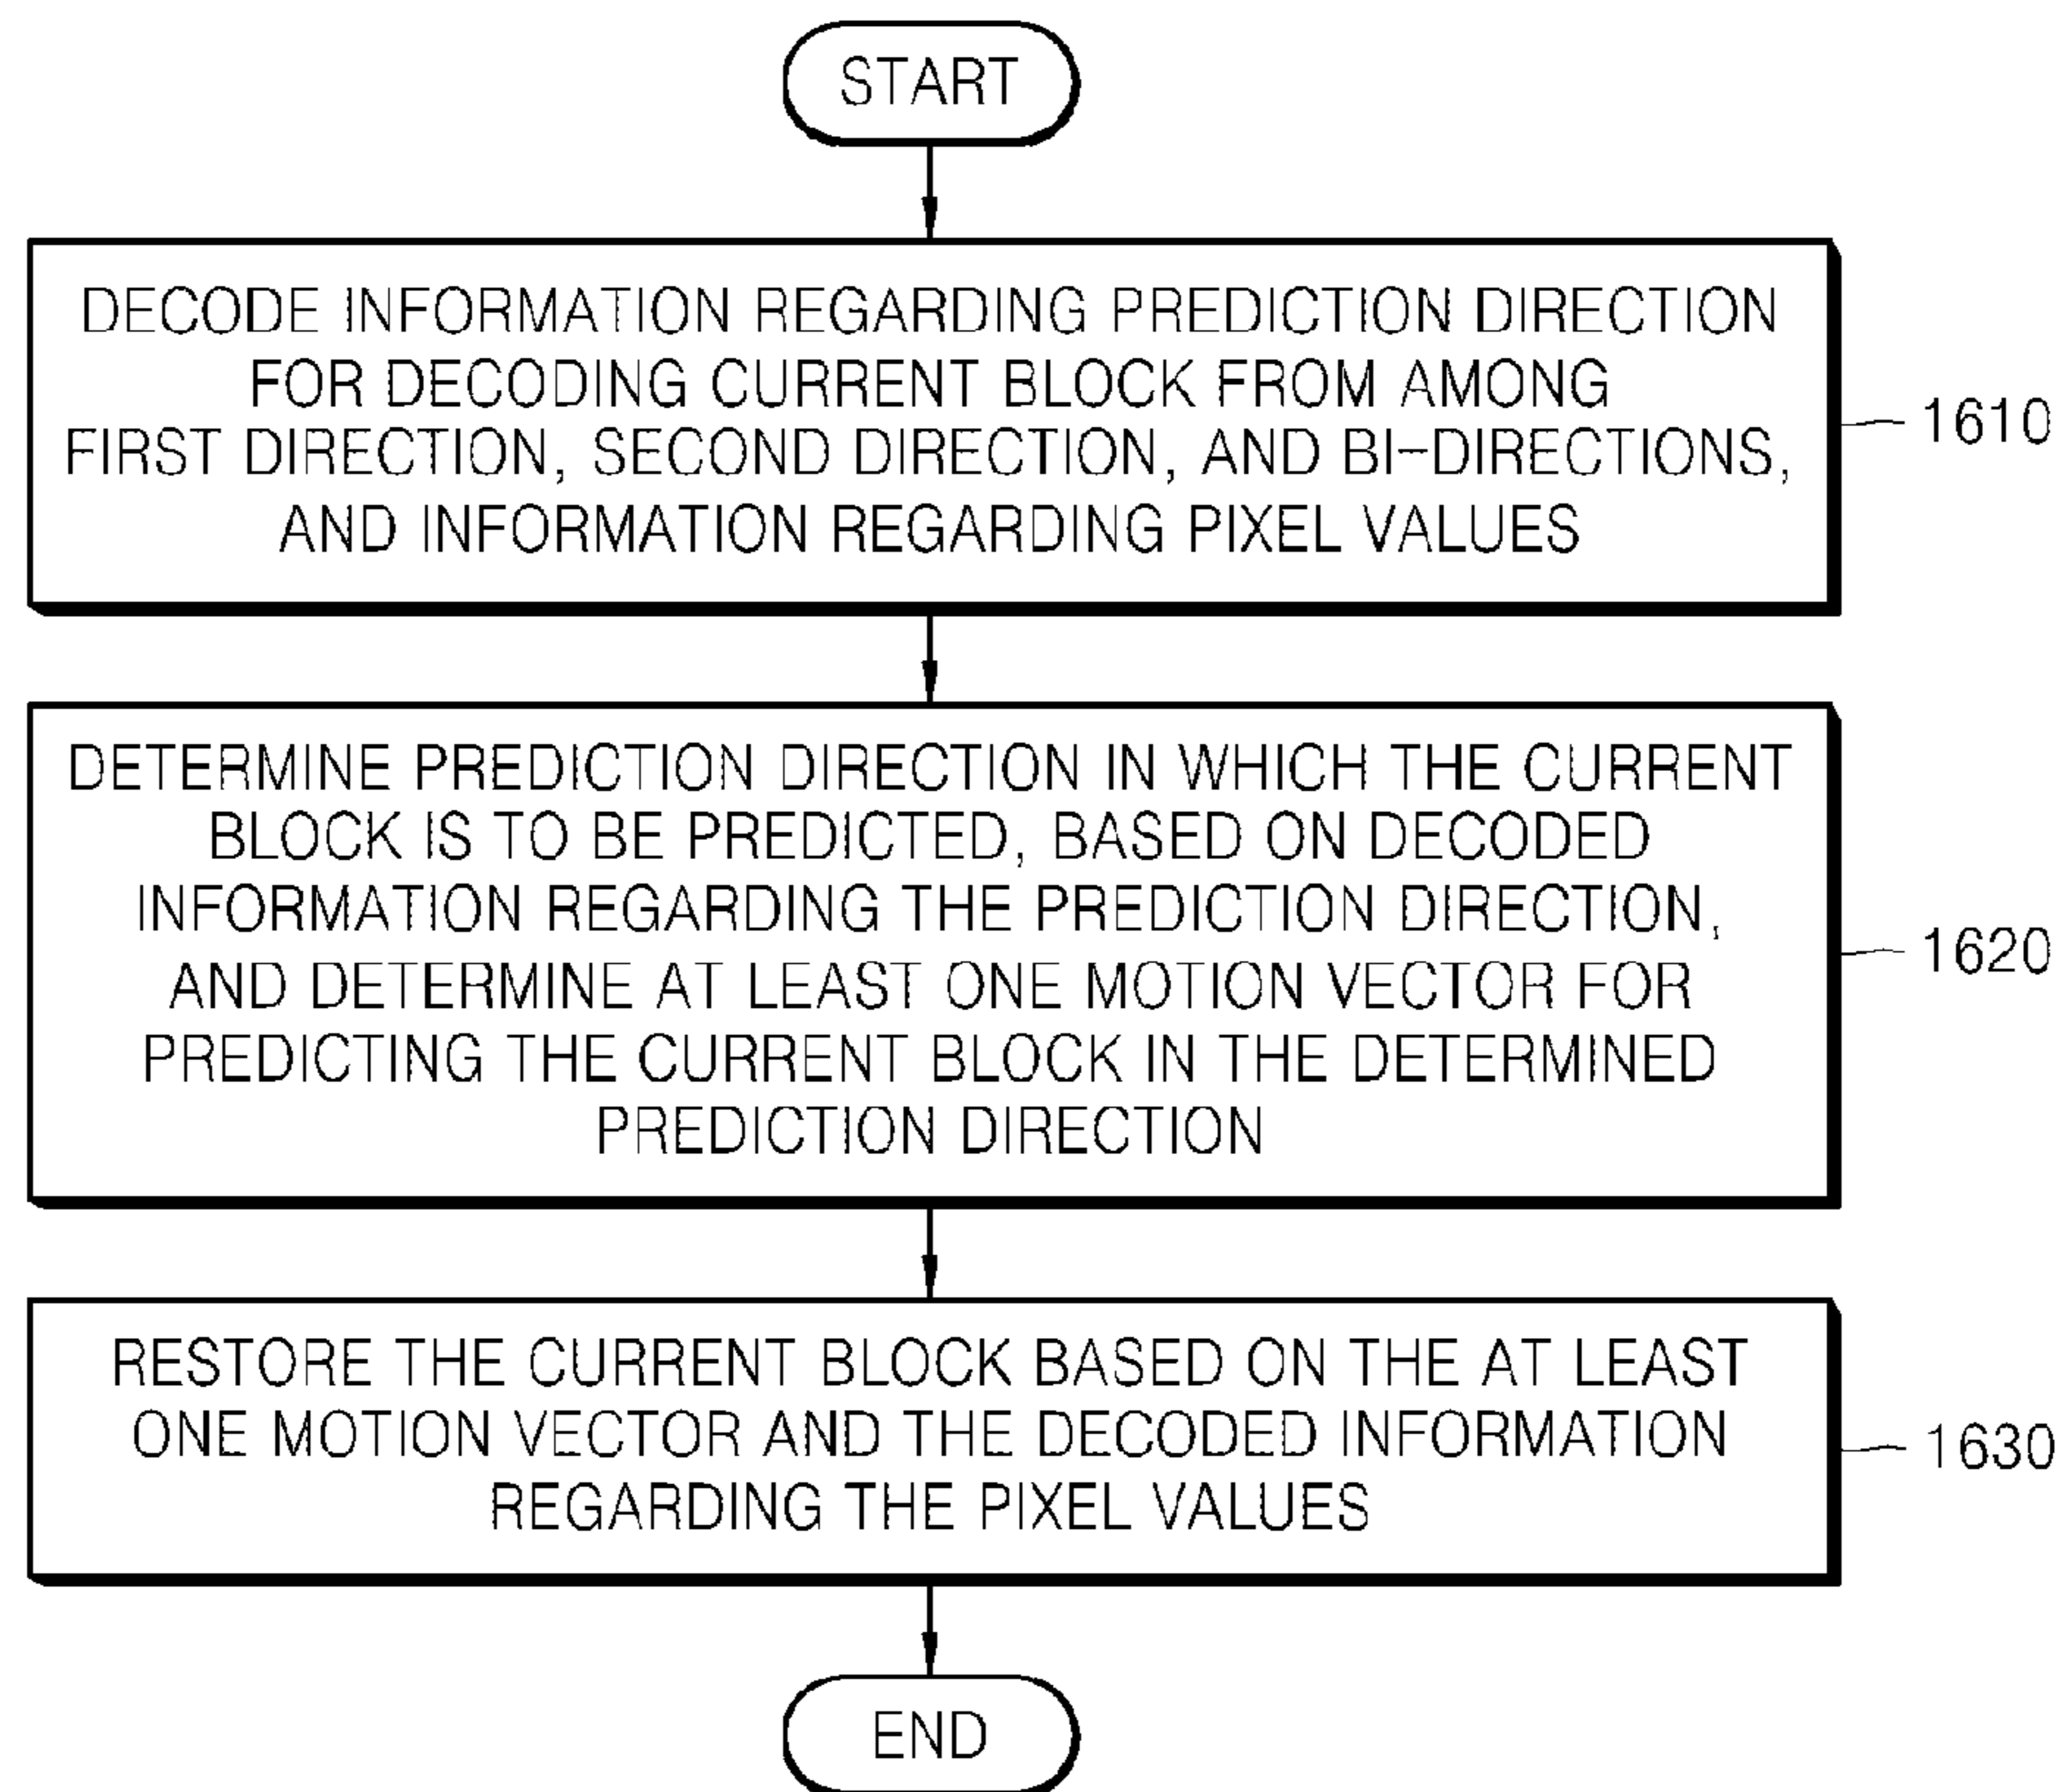 START
DECODE INFORMATION REGARDING PREDICTION DIRECTION
FOR DECODING CURRENT BLOCK FROM AMONG
FIRST DIRECTION, SECOND DIRECTION, AND BI-DIRECTIONS,
AND INFORMATION REGARDING PIXEL VALUES
1610
DETERMINE PREDICTION DIRECTION IN WHICH THE CURRENT
BLOCK IS TO BE PREDICTED, BASED ON DECODED
INFORMATION REGARDING THE PREDICTION DIRECTION,
AND DETERMINE AT LEAST ONE MOTION VECTOR FOR
PREDICTING THE CURRENT BLOCK IN THE DETERMINED
PREDICTION DIRECTION
1620
RESTORE THE CURRENT BLOCK BASED ON THE AT LEAST
ONE MOTION VECTOR AND THE DECODED INFORMATION
REGARDING THE PIXEL VALUES
1630
END